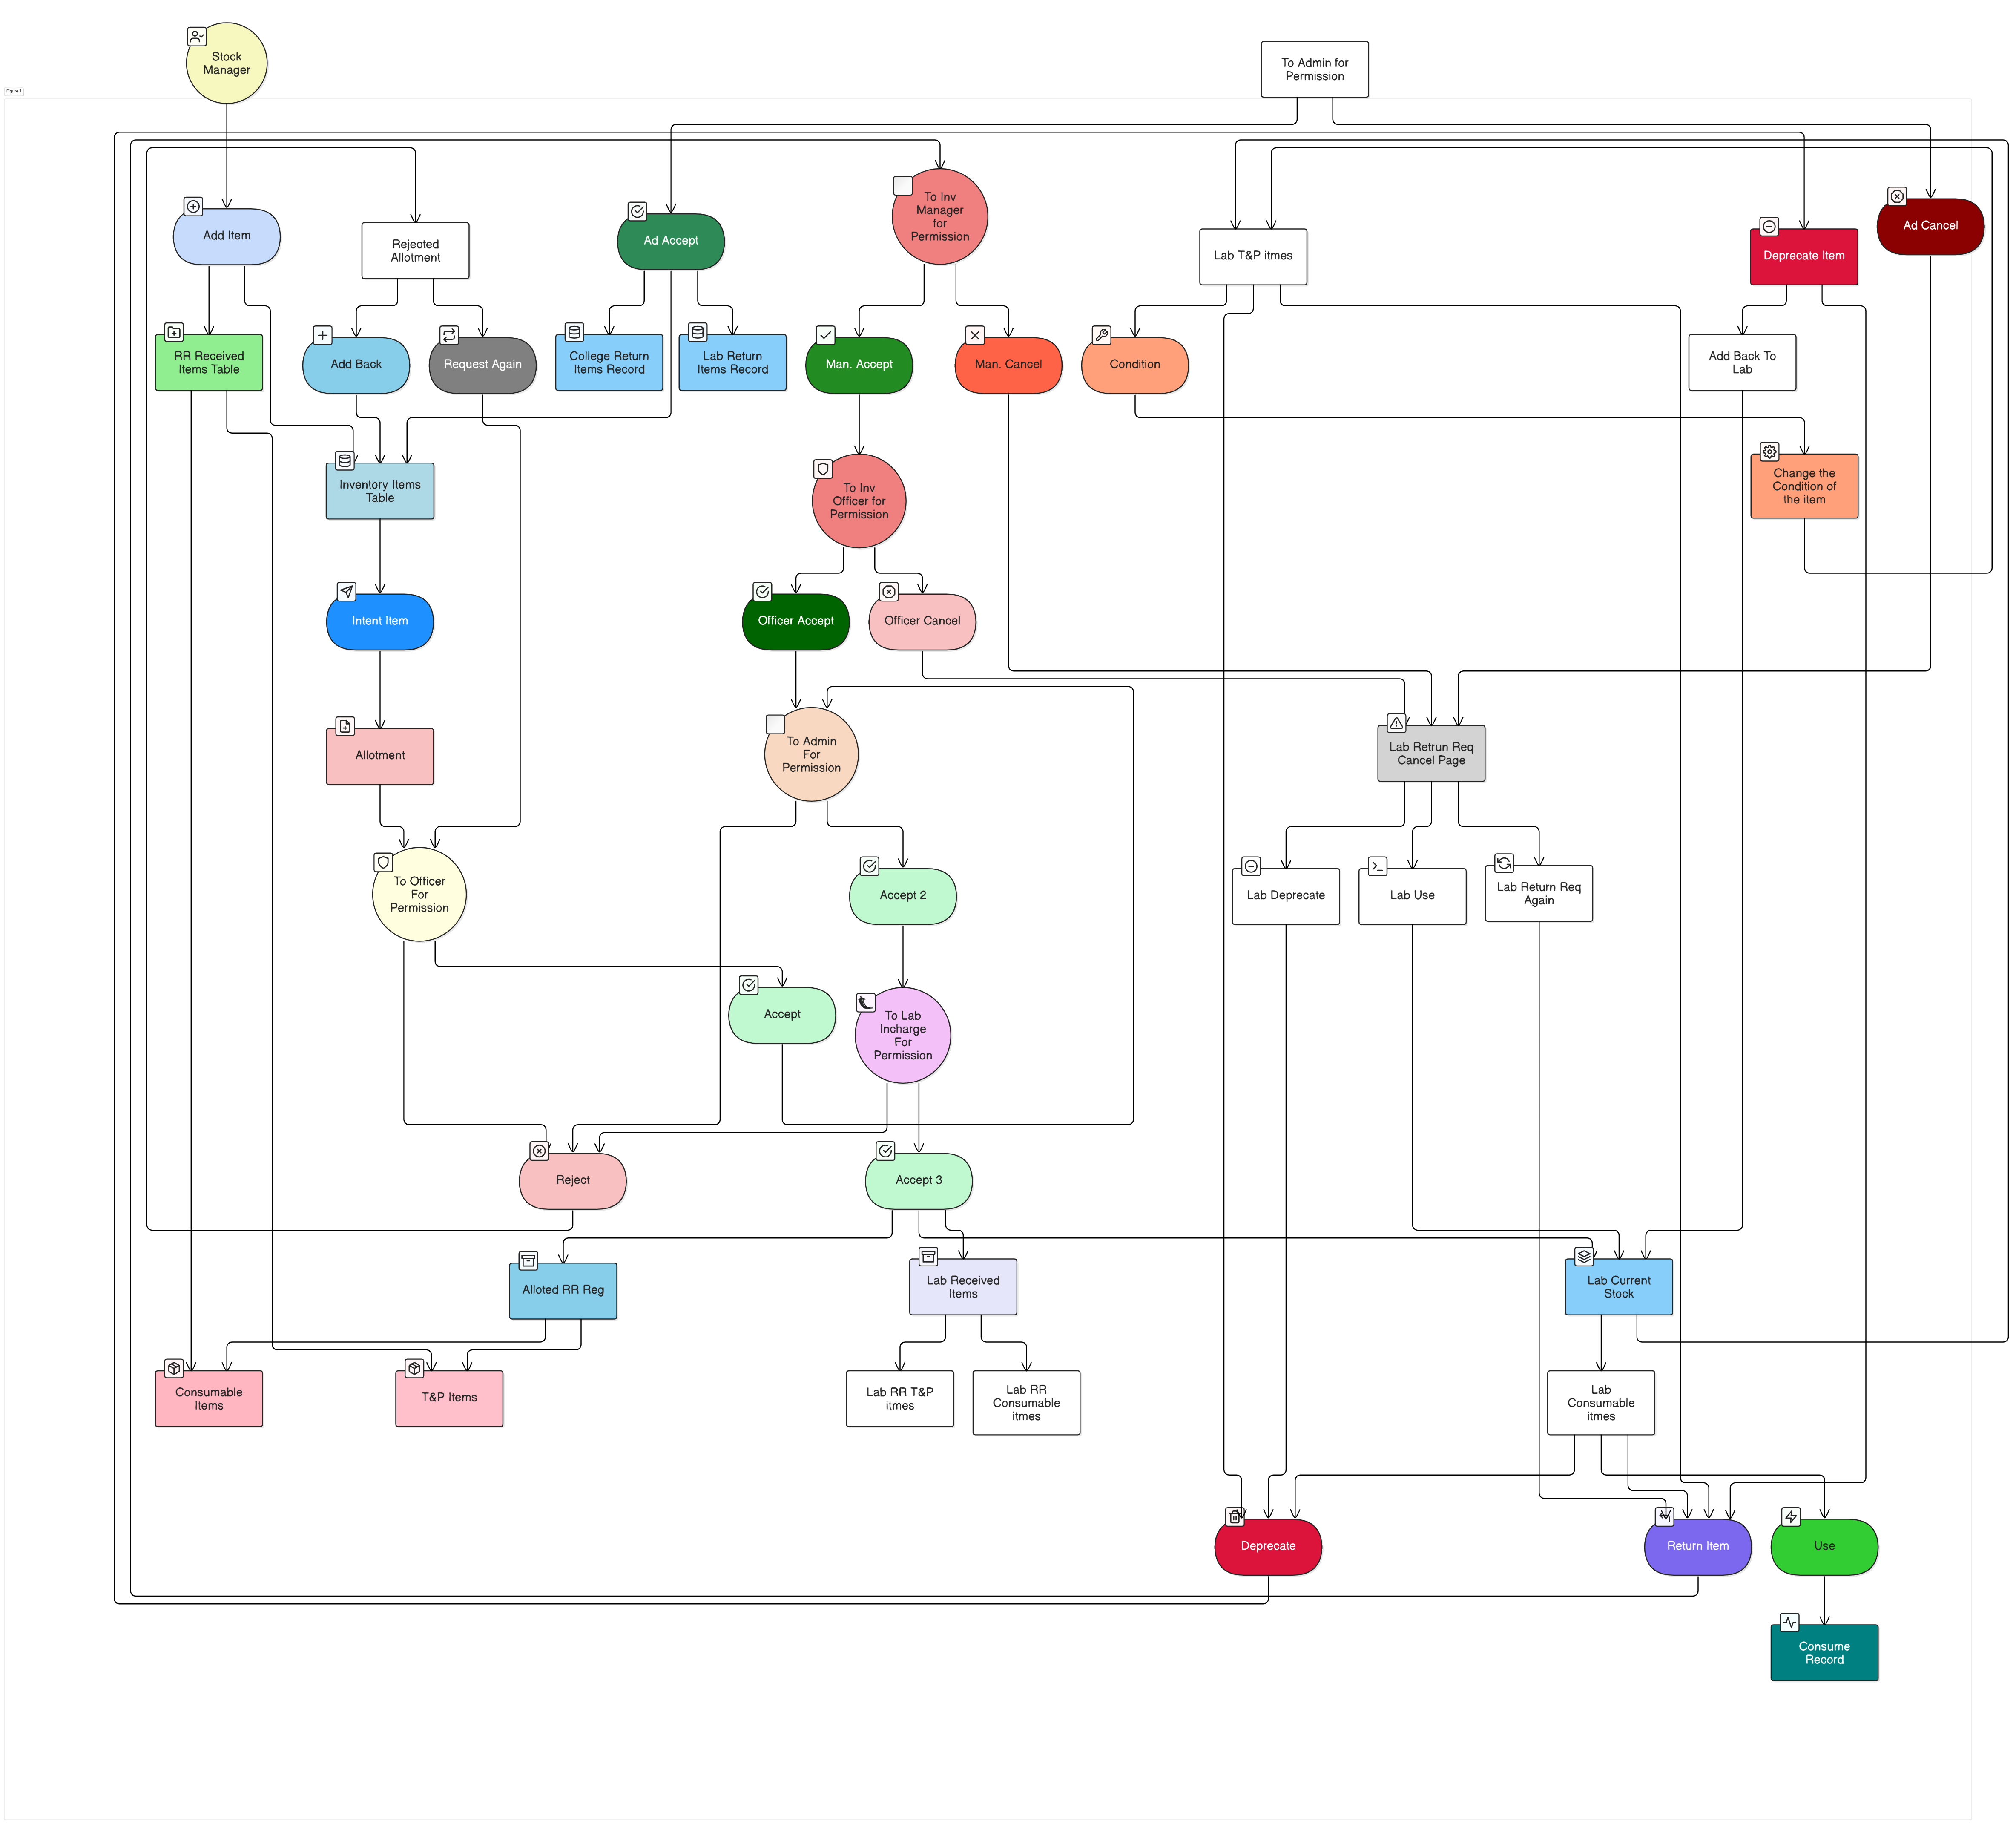 Stock
Manager
To Admin for
Permission
Figure 1
Add Item
Rejected
Allotment
Ad Accept
To Inv
Manager
for
Permission
Lab T&P itmes
Deprecate Item
Ad Cancel
RR Received
Items Table
Add Back
Request Again
College Return
Items Record
Lab Return
Items Record
Man. Accept
Man. Cancel
Condition
Add Back To
Lab
Inventory Items
Table
To Inv
Officer for
Permission
Change the
Condition of
the item
Intent Item
Officer Accept
Officer Cancel
Allotment
To Admin
For
Permission
Lab Retrun Req
Cancel Page
To Officer
For
Permission
Accept 2
Lab Deprecate
Lab Use
Lab Return Req
Again
Accept
To Lab
Incharge
For
Permission
Reject
Accept 3
Alloted RR Reg
Lab Received
Items
Lab Current
Stock
Consumable
Items
T&P Items
Lab RR T&P
itmes
Lab RR
Consumable
itmes
Lab
Consumable
itmes
Deprecate
Return Item
Use
Consume
Record